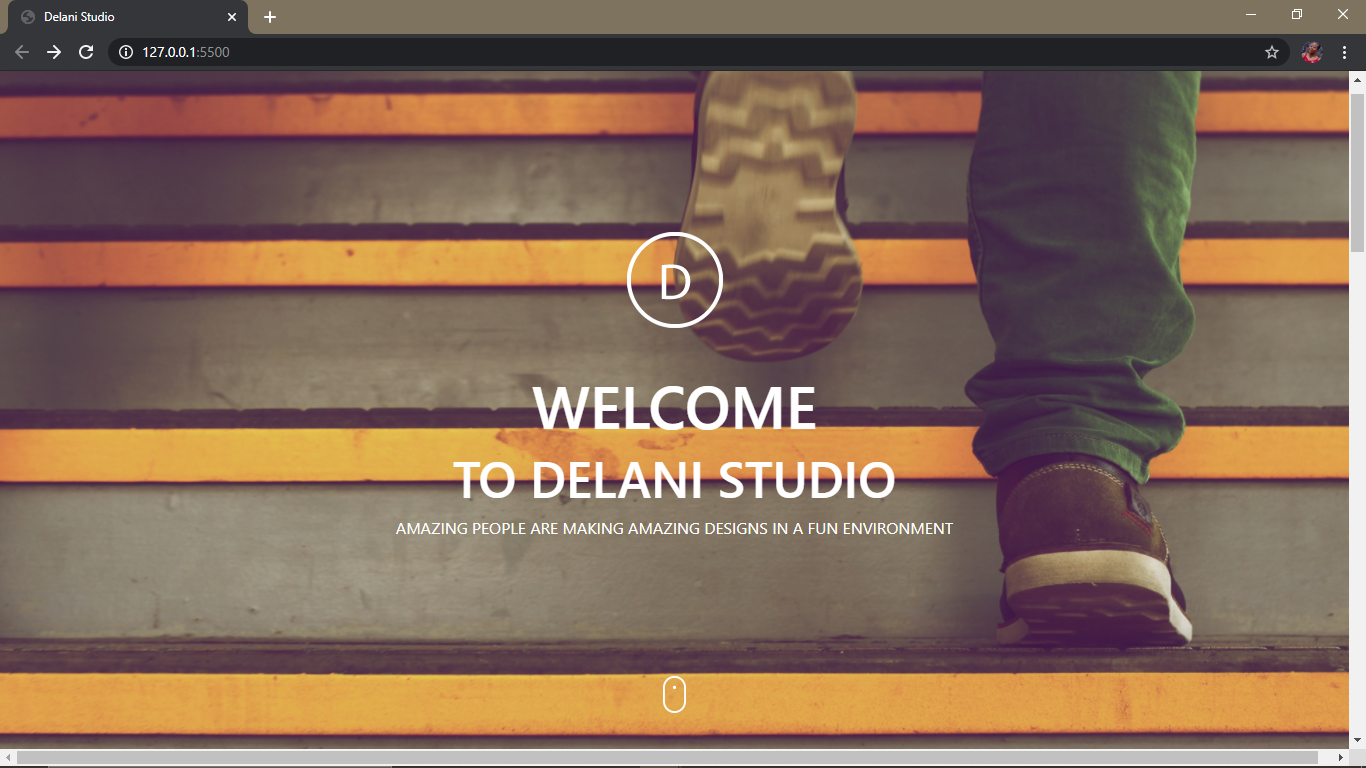 Delani Studio
127.0.0.1:5500
D
WELCOME
TO DELANI STUDIO
AMAZING PEOPLE ARE MAKING AMAZING DESIGNS IN A FUN ENVIRONMENT